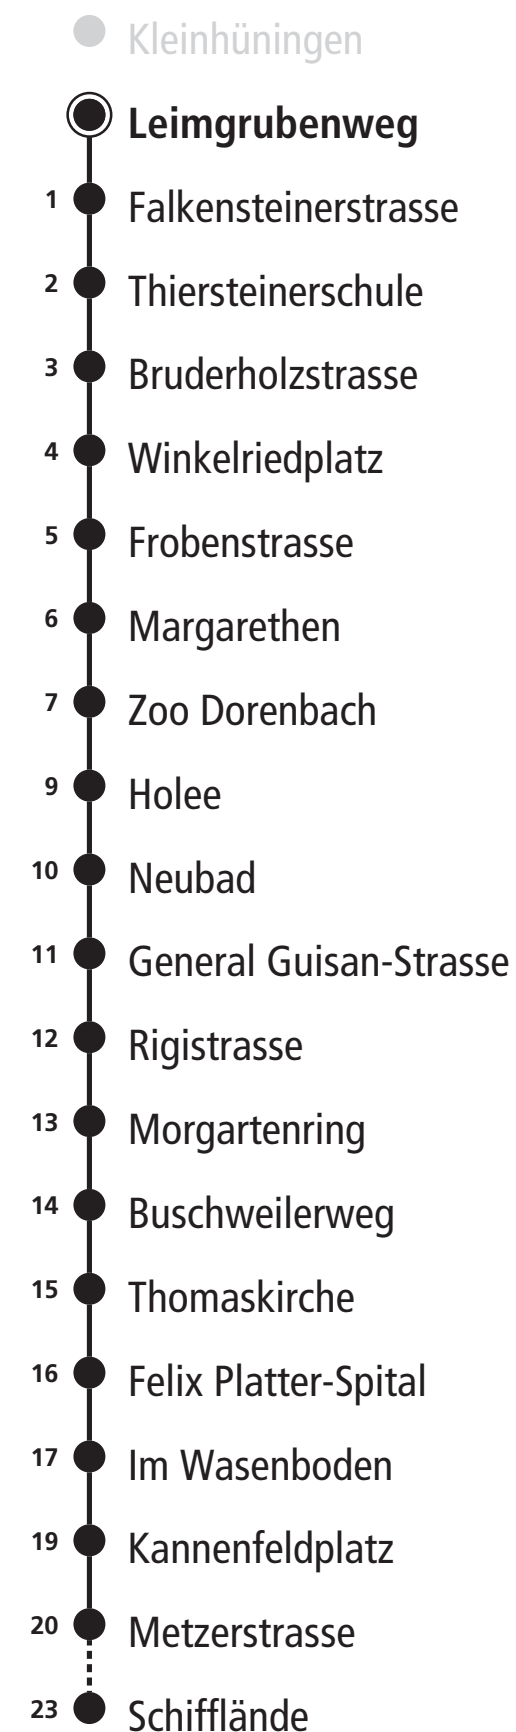 Kleinhüningen
Leimgrubenweg
1 Falkensteinerstrasse
2 Thiersteinerschule
3 Bruderholzstrasse
4 Winkelriedplatz
5 Frobenstrasse
6 Margarethen
7 Zoo Dorenbach
9 Holee
10 Neubad
11 General Guisan-Strasse
12 Rigistrasse
13 Morgartenring
14 Buschweilerweg
15 Thomaskirche
16 Felix Platter-Spital
17 Im Wasenboden
19 Kannenfeldplatz
20 Metzerstrasse
23 Schifflände